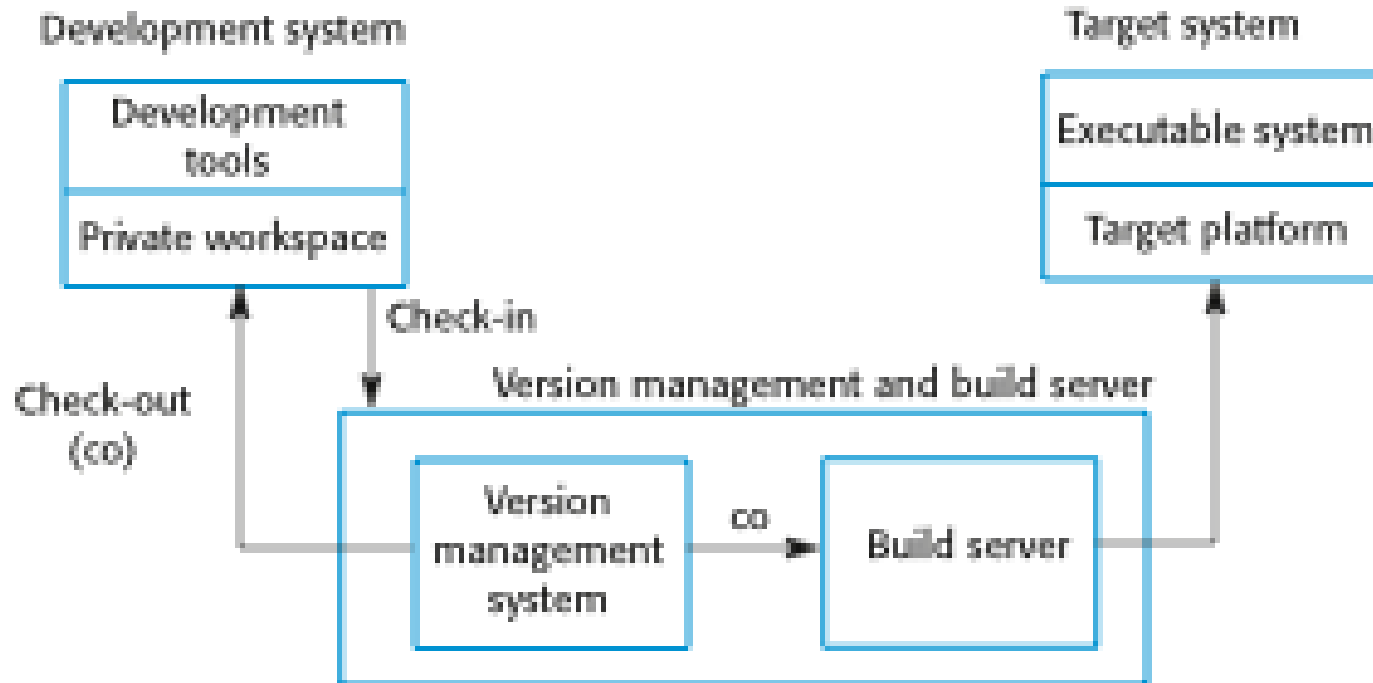 Development system
Target system
Development
tools
Private workspace
Executable system
Target platform
Check-in
Check-out
(co)
Version management and build server
Version
management
system
co
Build server